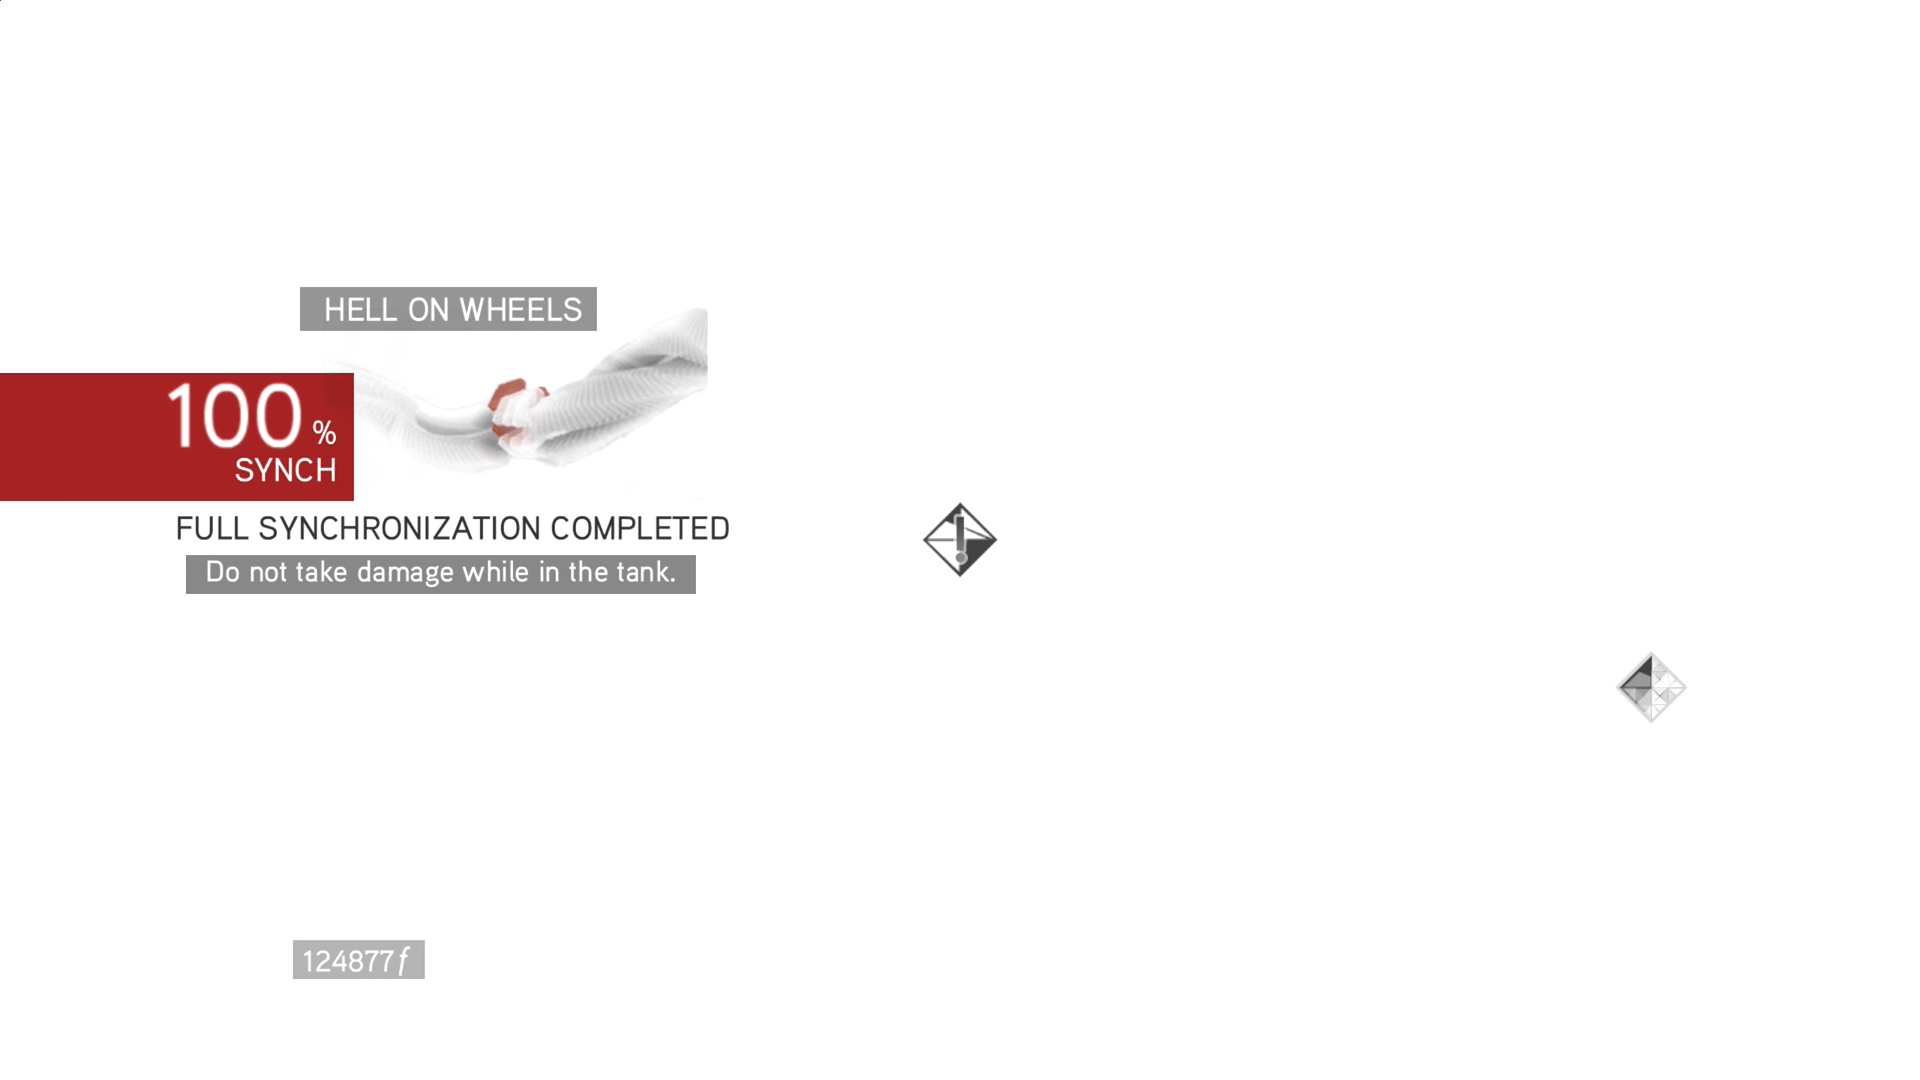 HELL ON WHEELS
100 %
SYNCH
FULL SYNCHRONIZATION COMPLETED
Do not take damage while in the tank.
124877ƒ